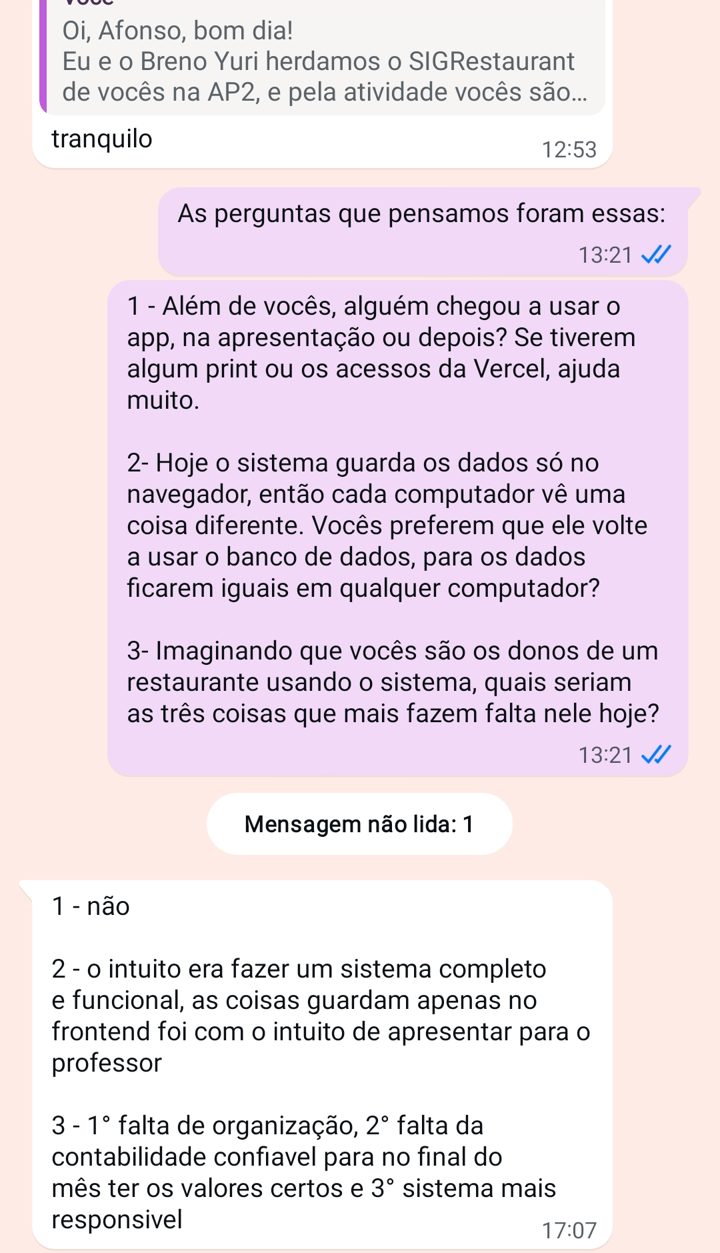 Você
Oi, Afonso, bom dia!
Eu e o Breno Yuri herdamos o SIGRestaurant
de vocês na AP2, e pela atividade vocês são...
tranquilo
12:53
As perguntas que pensamos foram essas:
13:21
1 - Além de vocês, alguém chegou a usar o
app, na apresentação ou depois? Se tiverem
algum print ou os acessos da Vercel, ajuda
muito.
2- Hoje o sistema guarda os dados só no
navegador, então cada computador vê uma
coisa diferente. Vocês preferem que ele volte
a usar o banco de dados, para os dados
ficarem iguais em qualquer computador?
3- Imaginando que vocês são os donos de um
restaurante usando o sistema, quais seriam
as três coisas que mais fazem falta nele hoje?
13:21
Mensagem não lida: 1
1 - não
2 - o intuito era fazer um sistema completo
e funcional, as coisas guardam apenas no
frontend foi com o intuito de apresentar para o
professor
3 - 1° falta de organização, 2° falta da
contabilidade confiavel para no final do
mês ter os valores certos e 3° sistema mais
responsivel
17:07